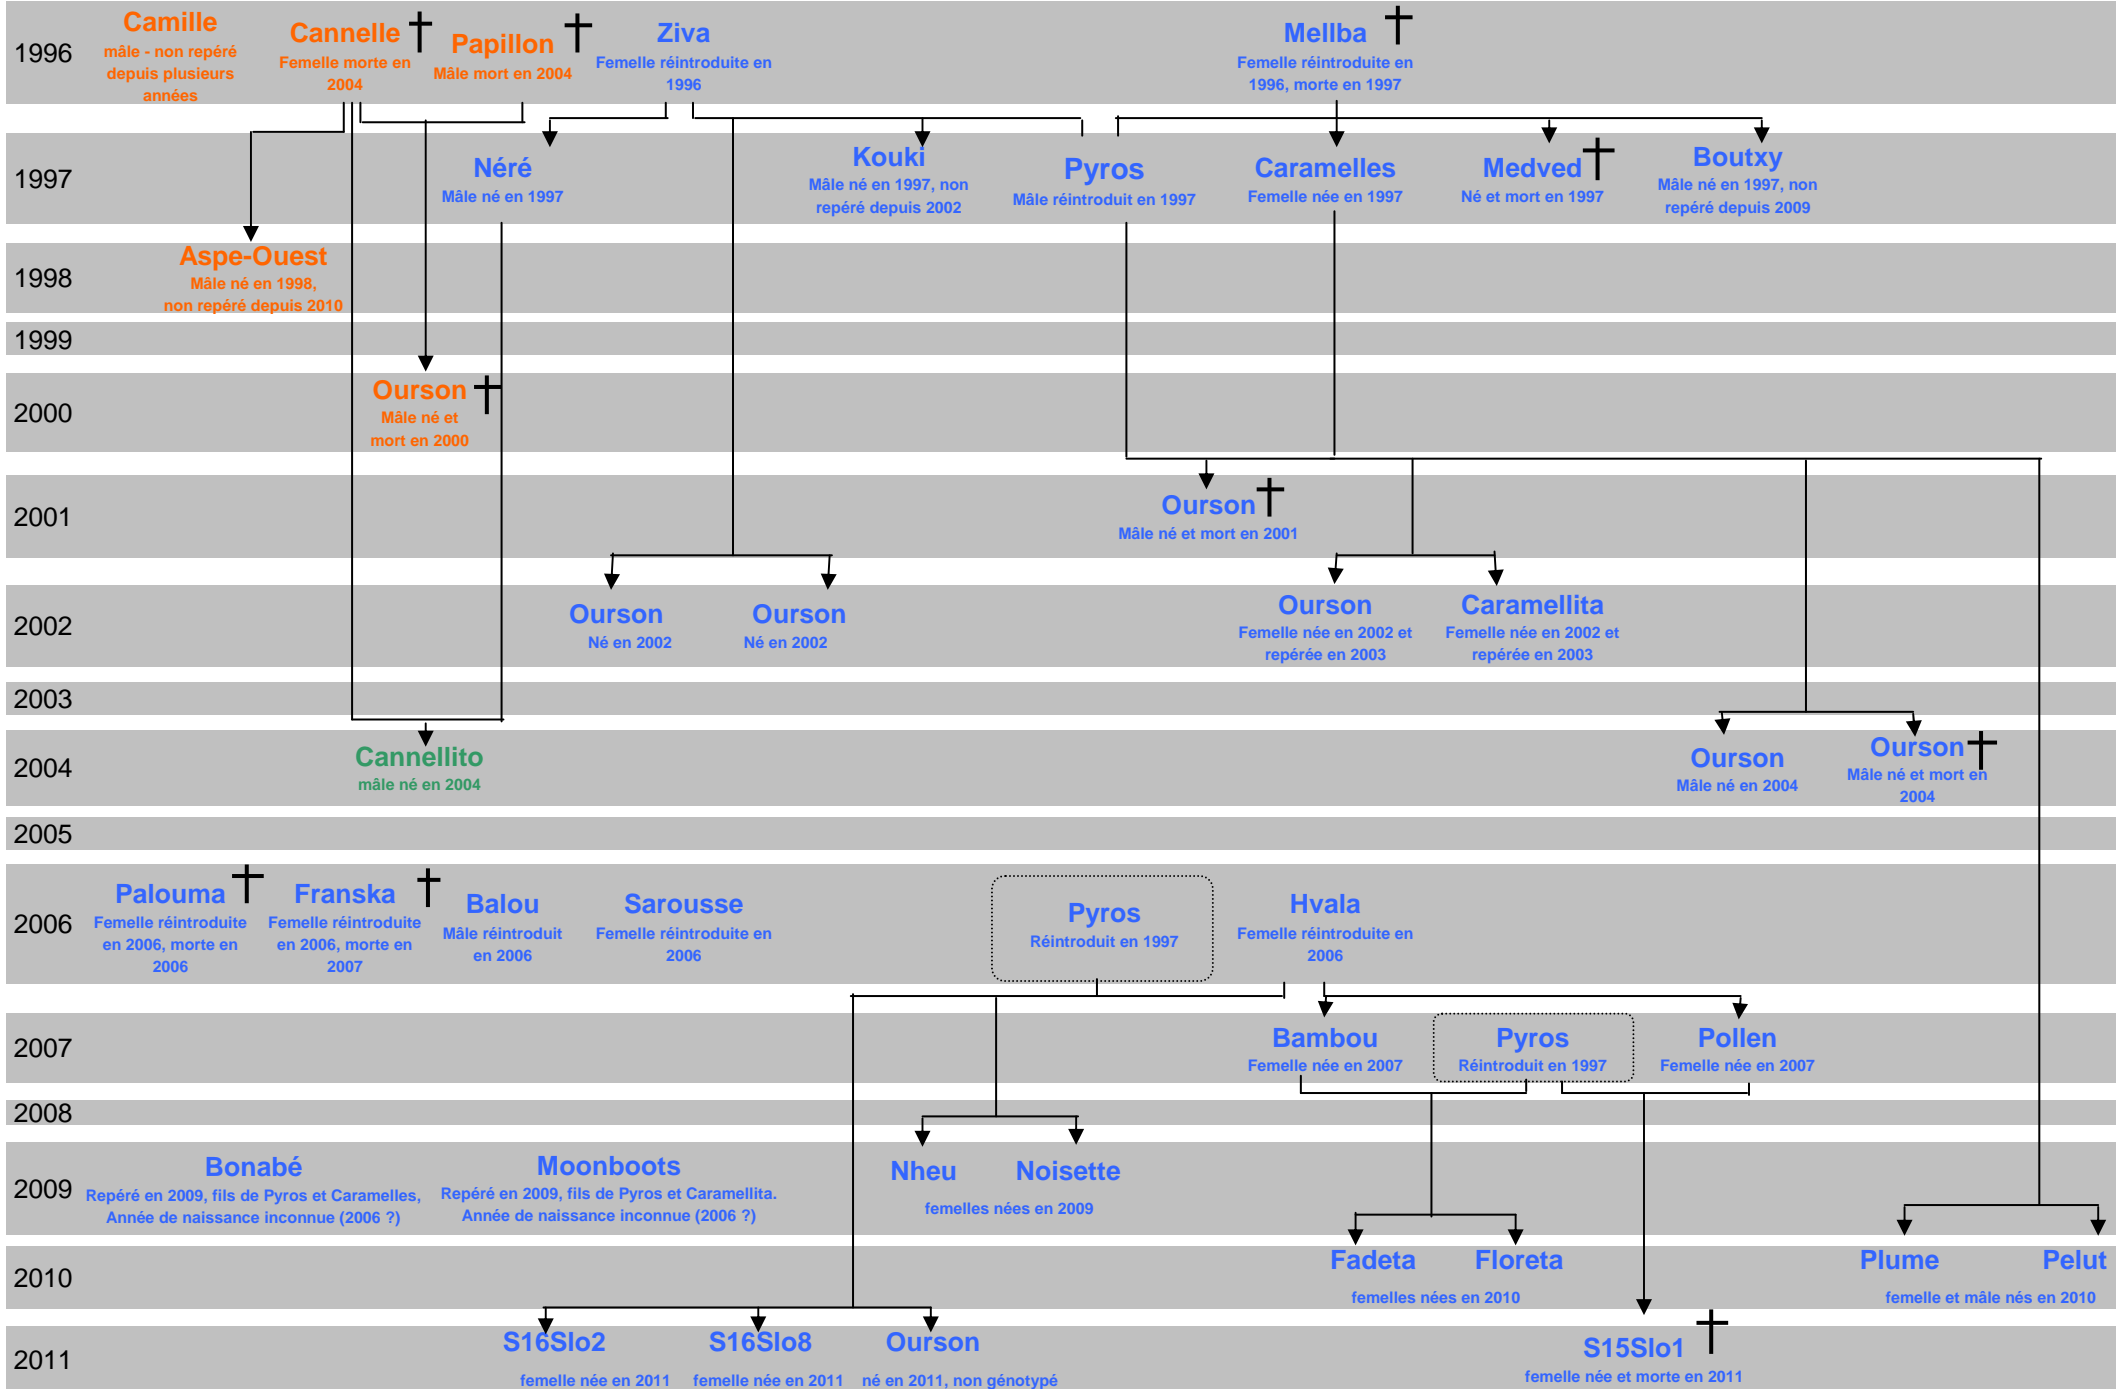 1996
Camille
mâle - non repéré
depuis plusieurs
années
Cannelle
Femelle morte en
2004
Papillon
Mâle mort en 2004
Ziva
Femelle réintroduite en
1996
Mellba
Femelle réintroduite en
1996, morte en 1997
1997
Néré
Mâle né en 1997
Kouki
Mâle né en 1997, non
repéré depuis 2002
Pyros
Mâle réintroduit en 1997
Caramelles
Femelle née en 1997
Medved
Né et mort en 1997
Boutxy
Mâle né en 1997, non
repéré depuis 2009
1998
Aspe-Ouest
Mâle né en 1998,
non repéré depuis 2010
1999
2000
Ourson
Mâle né et
mort en 2000
2001
Ourson
Mâle né et mort en 2001
2002
Ourson
Né en 2002
Ourson
Né en 2002
Ourson
Femelle née en 2002 et
repérée en 2003
Caramellita
Femelle née en 2002 et
repérée en 2003
2003
2004
Cannellito
mâle né en 2004
Ourson
Mâle né en 2004
Ourson
Mâle né et mort en
2004
2005
2006
Palouma
Femelle réintroduite
en 2006, morte en
2006
Franska
Femelle réintroduite
en 2006, morte en
2007
Balou
Mâle réintroduit
en 2006
Sarousse
Femelle réintroduite en
2006
Pyros
Réintroduit en 1997
Hvala
Femelle réintroduite en
2006
2007
Bambou
Femelle née en 2007
Pyros
Réintroduit en 1997
Pollen
Femelle née en 2007
2008
2009
Bonabé
Repéré en 2009, fils de Pyros et Caramelles,
Année de naissance inconnue (2006 ?)
Moonboots
Repéré en 2009, fils de Pyros et Caramellita.
Année de naissance inconnue (2006 ?)
Nheu
Noisette
femelles nées en 2009
2010
Fadeta
Floreta
femelles nées en 2010
Plume
Pelut
femelle et mâle nés en 2010
2011
S16Slo2
femelle née en 2011
S16Slo8
femelle née en 2011
Ourson
né en 2011, non génotypé
S15Slo1
femelle née et morte en 2011